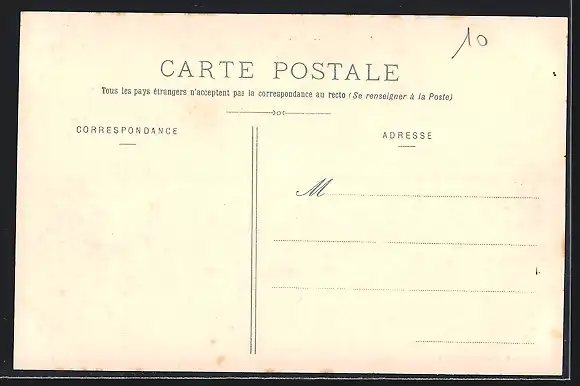 10
CARTE POSTALE
Tous les pays étrangers n'acceptent pas la correspondance au recto (Se renseigner à la Poste)
CORRESPONDANCE
ADRESSE
M